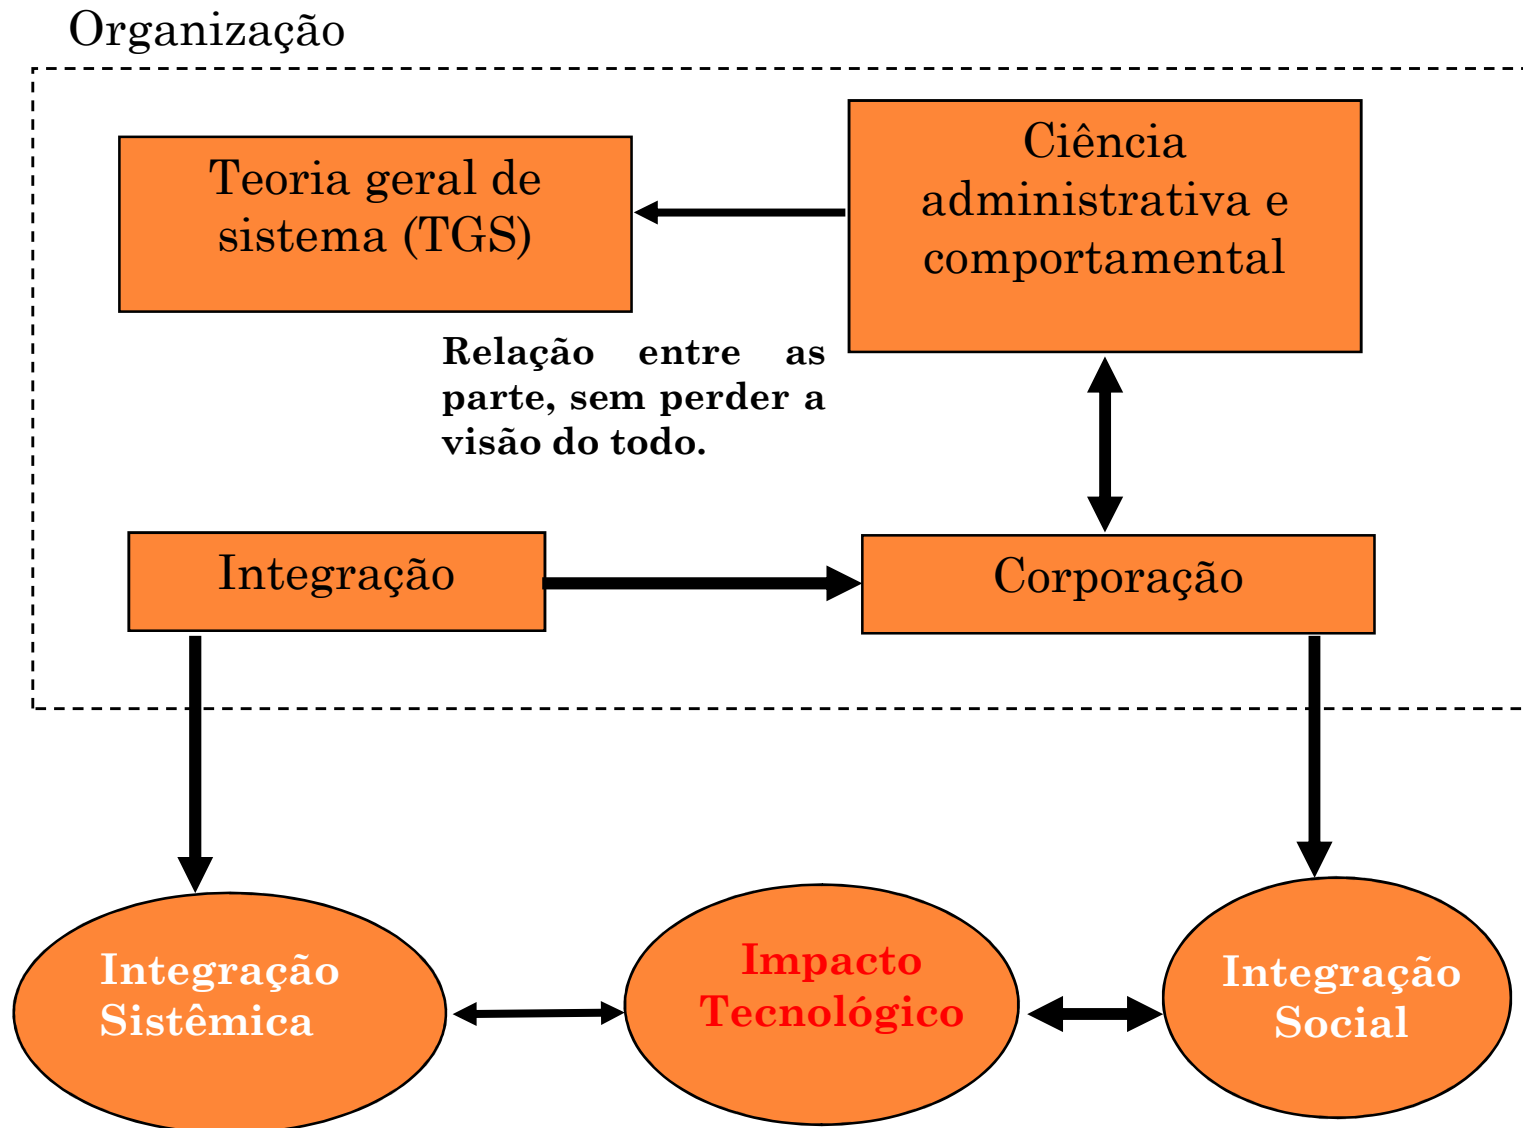 Organização
Teoria geral de
sistema (TGS)
Ciência
administrativa e
comportamental
Relação entre as
parte, sem perder a
visão do todo.
Integração
Corporação
Integração
Sistêmica
Impacto
Tecnológico
Integração
Social